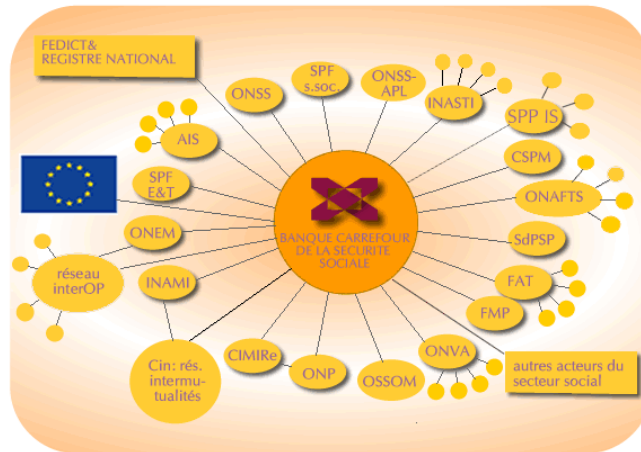 FEDICT&
REGISTRE NATIONAL
ONSS
SPF
s.soc.
ONSS-
APL
INASTI
SPP IS
AIS
CSPM
SPF
E&T
ONAFTS
ONEM
BANQUE CARREFOUR
DE LA SECURITE
SOCIALE
SdPSP
réseau
interOP
INAMI
FAT
FMP
Cin: rés.
intermu-
tualités
CIMIRe
ONP
OSSOM
ONVA
autres acteurs du
secteur social